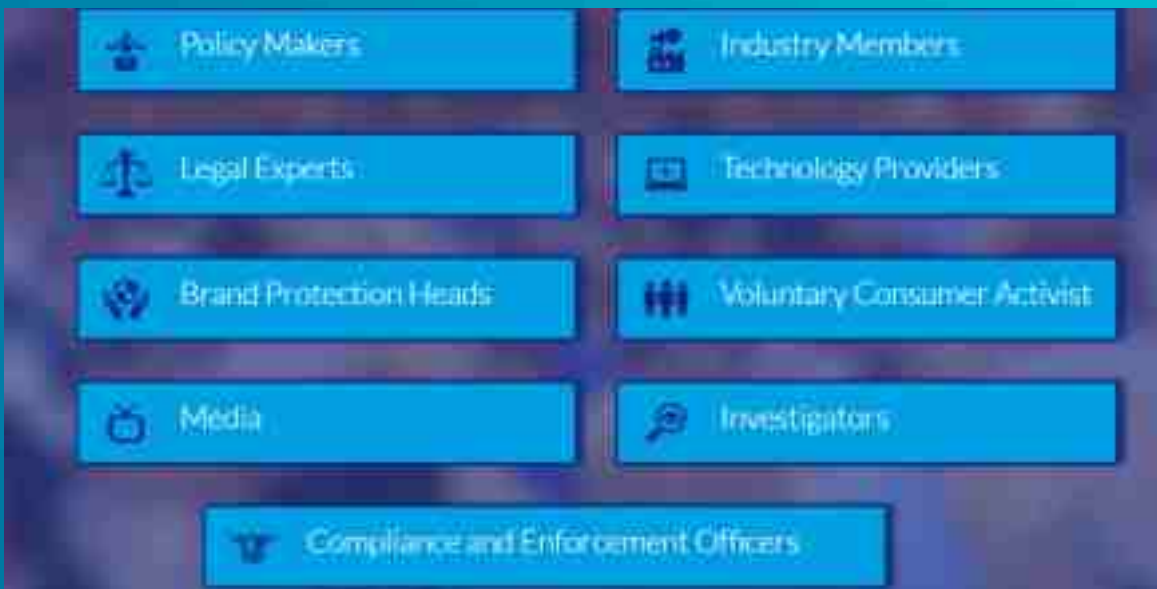 Policy Makers
Industry Members
Legal Experts
Technology Providers
Brand Protection Heads
Voluntary Consumer Activist
Media
Investigators
Compliance and Enforcement Officers